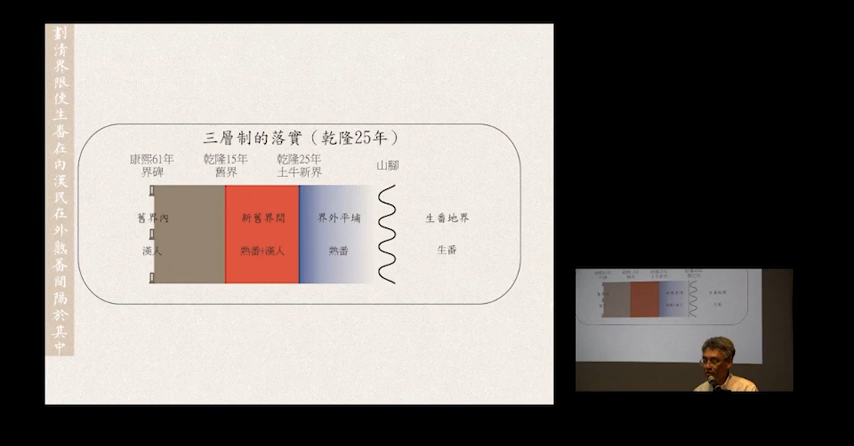 劃清界限使生番在內漢民在外熟番間隔於其中
三層制的落實（乾隆25年）
康熙61年
界碑
乾隆15年
舊界
乾隆25年
土牛新界
山腳
舊界內
新舊界間
界外平埔
生番地界
漢人
熟番+漢人
熟番
生番